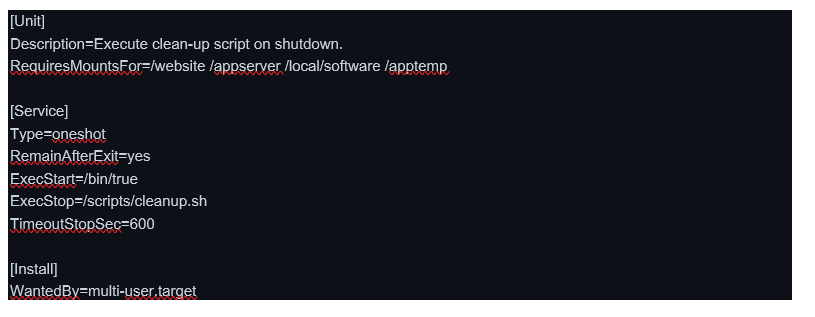 [Unit]
Description=Execute clean-up script on shutdown.
RequiresMountsFor=/website /appserver /local/software /apptemp
[Service]
Type=oneshot
RemainAfterExit=yes
ExecStart=/bin/true
ExecStop=/scripts/cleanup.sh
TimeoutStopSec=600
[Install]
WantedBy=multi-user.target